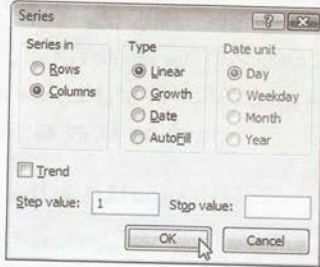 Series
Series in
Rows
Columns
Type
Linear
Growth
Date
AutoFill
Date unit
Day
Weekday
Month
Year
Trend
Step value: 1
Stop value:
OK
Cancel